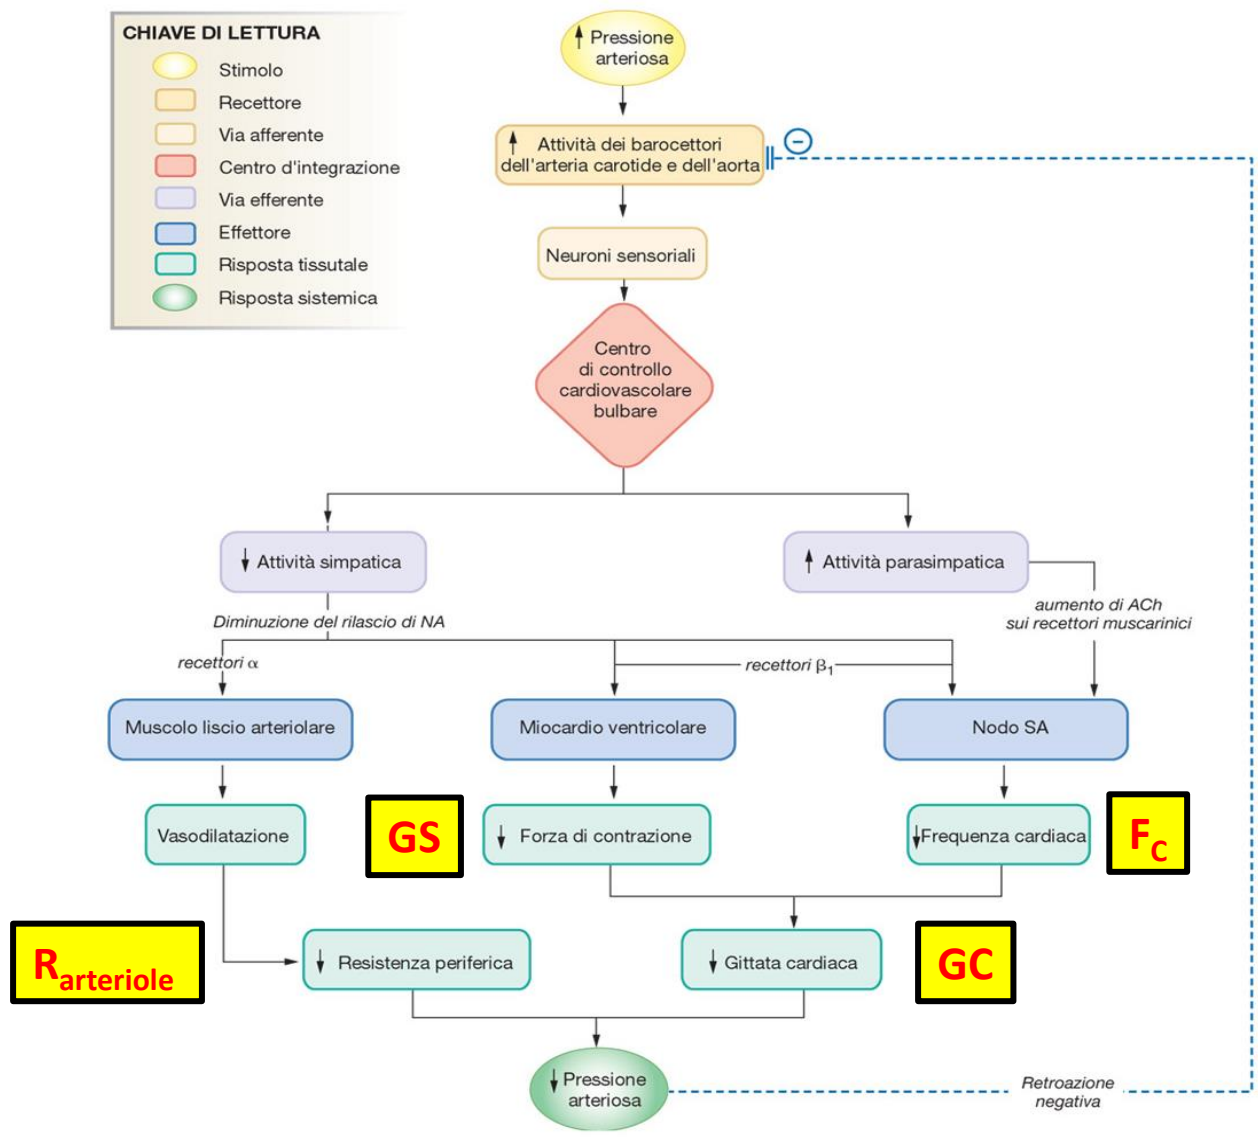 CHIAVE DI LETTURA
Stimolo
Recettore
Via afferente
Centro d'integrazione
Via efferente
Effettore
Risposta tissutale
Risposta sistemica
↑ Pressione
arteriosa
↑ Attività dei barocettori
dell'arteria carotide e dell'aorta
−
Neuroni sensoriali
Centro
di controllo
cardiovascolare
bulbare
↓ Attività simpatica
↑ Attività parasimpatica
Diminuzione del rilascio di NA
aumento di ACh
sui recettori muscarinici
recettori α
recettori β₁
Muscolo liscio arteriolare
Miocardio ventricolare
Nodo SA
Vasodilatazione
GS
↓ Forza di contrazione
↓ Frequenza cardiaca
F_C
R_arteriole
↓ Resistenza periferica
↓ Gittata cardiaca
GC
↓ Pressione
arteriosa
Retroazione
negativa